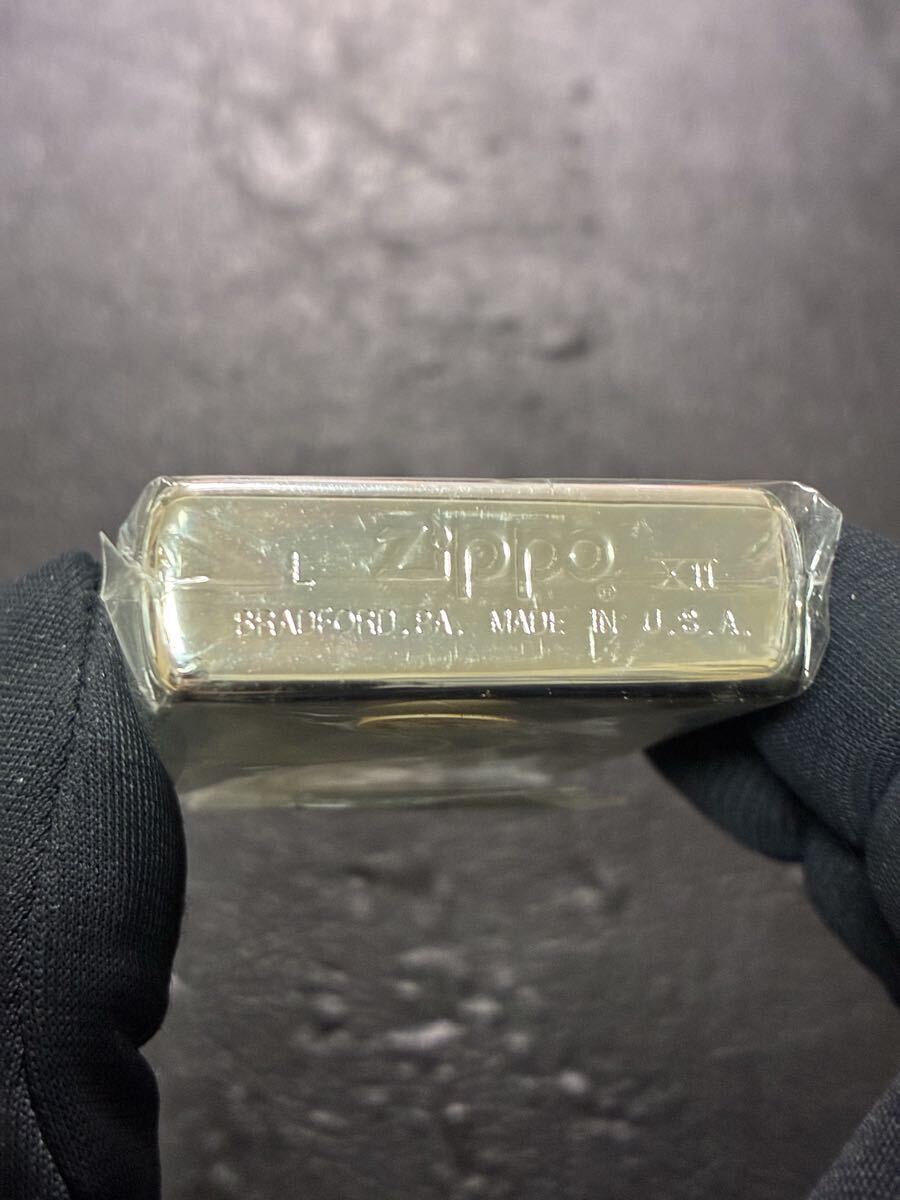 L Zippo® XII
BRADFORD, PA. MADE IN U.S.A.